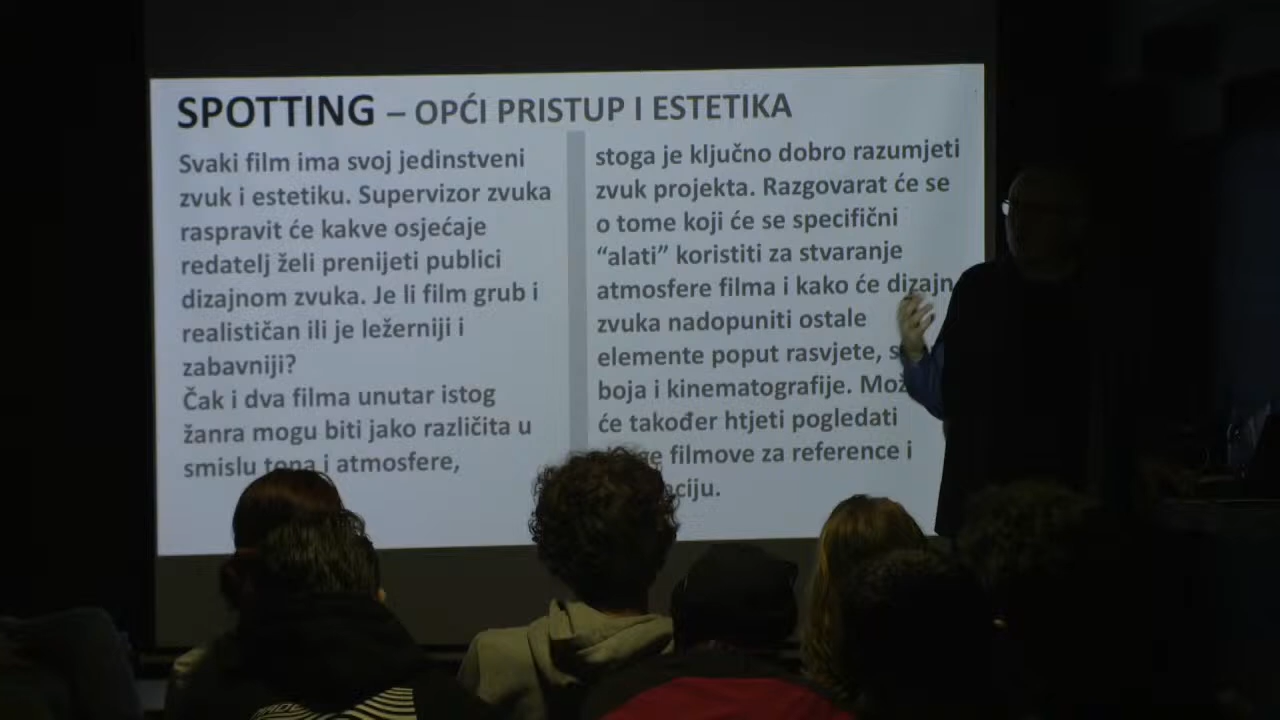 SPOTTING – OPĆI PRISTUP I ESTETIKA
Svaki film ima svoj jedinstveni
zvuk i estetiku. Supervizor zvuka
raspravit će kakve osjećaje
redatelj želi prenijeti publici
dizajnom zvuka. Je li film grub i
realističan ili je ležerniji i
zabavniji?
Čak i dva filma unutar istog
žanra mogu biti jako različita u
smislu tona i atmosfere,
stoga je ključno dobro razumjeti
zvuk projekta. Razgovarat će se
o tome koji će se specifični
“alati” koristiti za stvaranje
atmosfere filma i kako će dizajn
zvuka nadopuniti ostale
elemente poput rasvjete,
boja i kinematografije.
će također htjeti pogledati
filmove za reference i